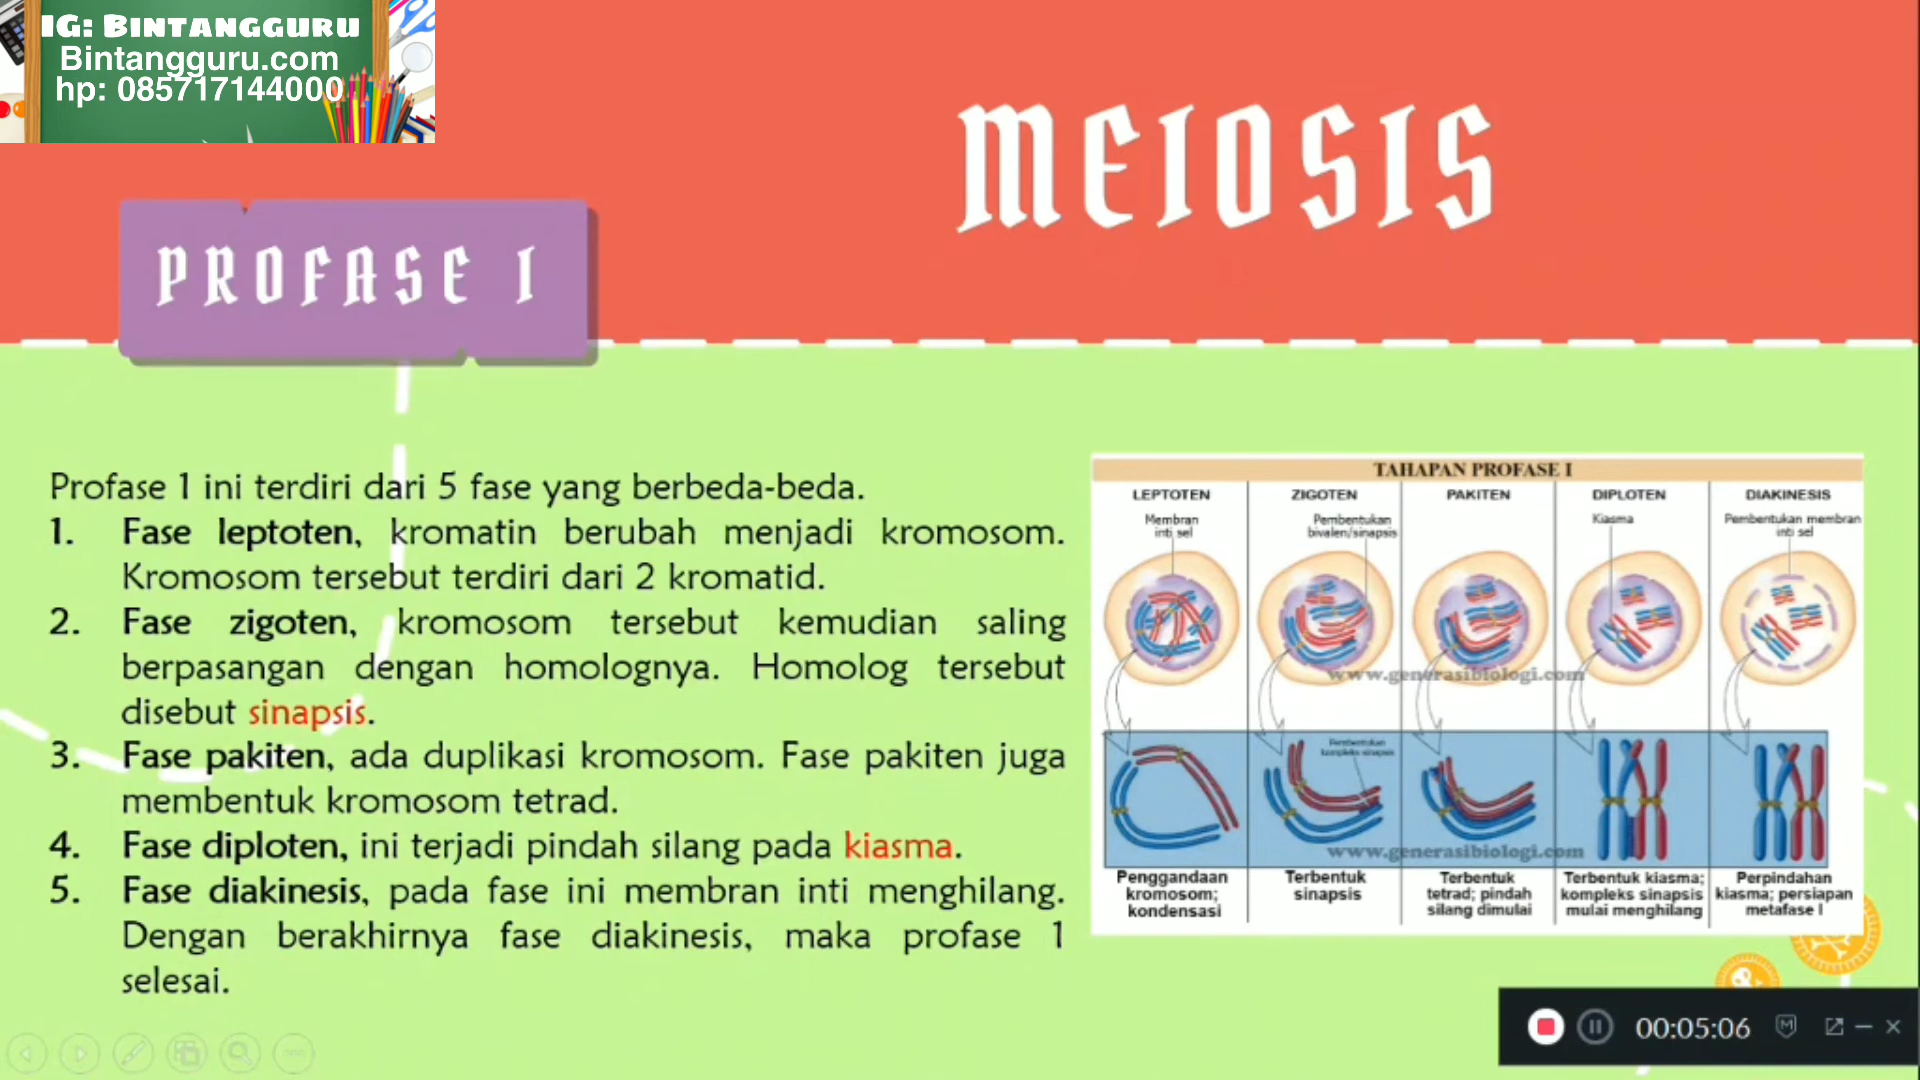 IG: BINTANGGURU
Bintangguru.com
hp: 085717144000
MEIOSIS
PROFASE I
Profase 1 ini terdiri dari 5 fase yang berbeda-beda.
1. Fase leptoten, kromatin berubah menjadi kromosom.
Kromosom tersebut terdiri dari 2 kromatid.
2. Fase zigoten, kromosom tersebut kemudian saling
berpasangan dengan homolognya. Homolog tersebut
disebut sinapsis.
3. Fase pakiten, ada duplikasi kromosom. Fase pakiten juga
membentuk kromosom tetrad.
4. Fase diploten, ini terjadi pindah silang pada kiasma.
5. Fase diakinesis, pada fase ini membran inti menghilang.
Dengan berakhirnya fase diakinesis, maka profase 1
selesai.
TAHAPAN PROFASE I
LEPTOTEN
ZIGOTEN
PAKITEN
DIPLOTEN
DIAKINESIS
Membran
inti sel
Pembentukan
bivalen/sinapsis
Kiasma
Pembentukan membran
inti sel
www.generasibiologi.com
Pembentukan
kompleks sinapsis
www.generasibiologi.com
Penggandaan
kromosom;
kondensasi
Terbentuk
sinapsis
Terbentuk
tetrad; pindah
silang dimulai
Terbentuk kiasma;
kompleks sinapsis
mulai menghilang
Perpindahan
kiasma; persiapan
metafase I
00:05:06